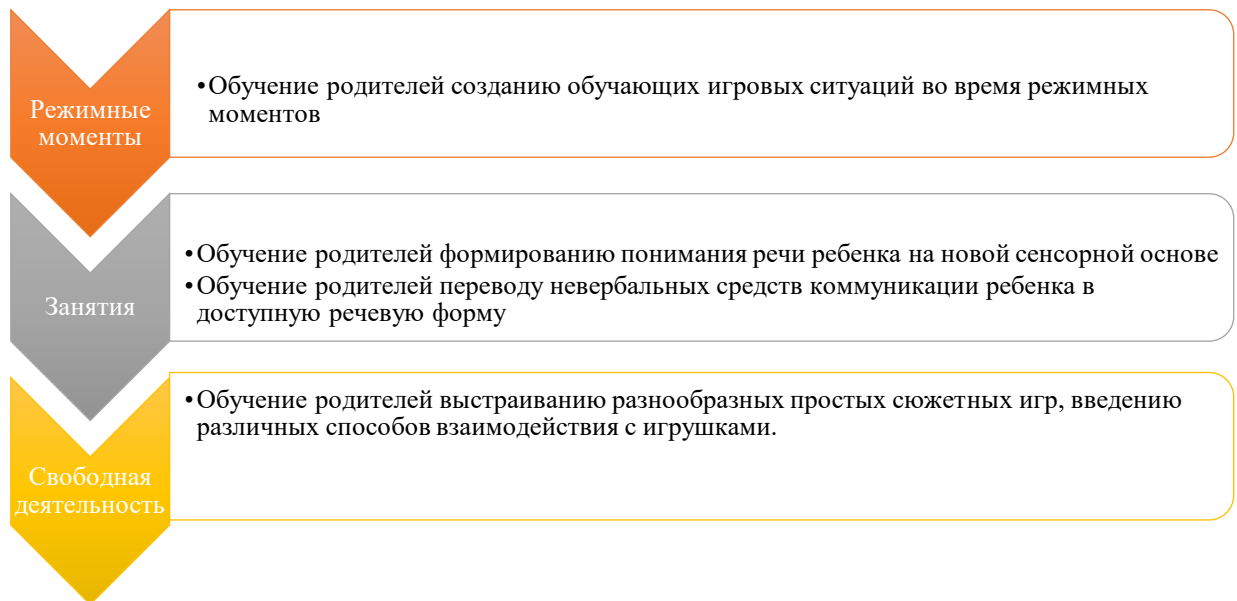 Режимные
моменты
•Обучение родителей созданию обучающих игровых ситуаций во время режимных
моментов
Занятия
•Обучение родителей формированию понимания речи ребенка на новой сенсорной основе
•Обучение родителей переводу невербальных средств коммуникации ребенка в
доступную речевую форму
Свободная
деятельность
•Обучение родителей выстраиванию разнообразных простых сюжетных игр, введению
различных способов взаимодействия с игрушками.